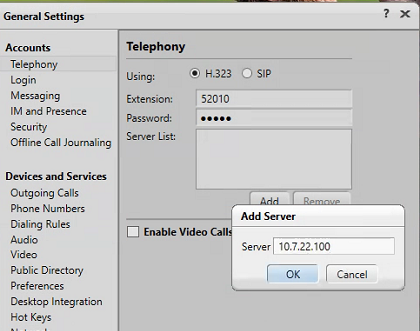 General Settings
? X
Accounts
Telephony
Login
Messaging
IM and Presence
Security
Offline Call Journaling
Devices and Services
Outgoing Calls
Phone Numbers
Dialing Rules
Audio
Video
Public Directory
Preferences
Desktop Integration
Hot Keys
Telephony
Using: H.323 SIP
Extension: 52010
Password: •••••
Server List:
Add Remove
Enable Video Calls
Add Server
Server 10.7.22.100
OK Cancel